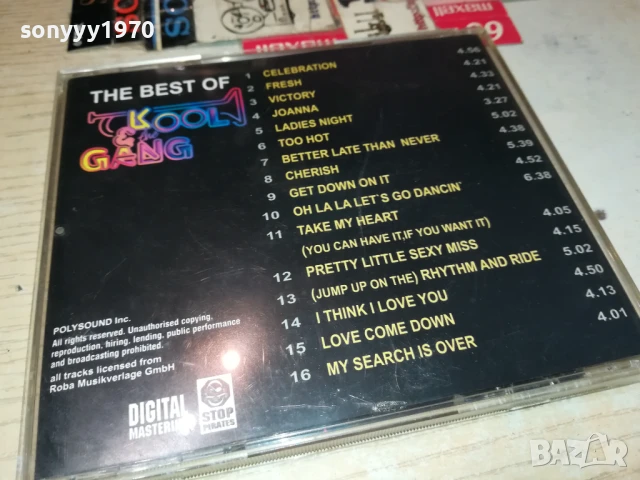 sonyyy1970
maxell
THE BEST OF
KOOL & the GANG
1 CELEBRATION 4.56
2 FRESH 4.21
3 VICTORY 4.33
4 JOANNA 4.21
5 LADIES NIGHT 3.27
6 TOO HOT 5.02
7 BETTER LATE THAN NEVER 4.38
8 CHERISH 5.39
9 GET DOWN ON IT 4.52
10 OH LA LA LET'S GO DANCIN' 6.38
11 TAKE MY HEART
(YOU CAN HAVE IT,IF YOU WANT IT) 4.05
12 PRETTY LITTLE SEXY MISS 4.15
13 (JUMP UP ON THE) RHYTHM AND RIDE 5.02
14 I THINK I LOVE YOU 4.50
15 LOVE COME DOWN 4.13
16 MY SEARCH IS OVER 4.01
POLYSOUND Inc.
All rights reserved. Unauthorised copying,
reproduction, hiring, lending, public performance
and broadcasting prohibited.
all tracks licensed from
Roba Musikverlage GmbH
DIGITAL
MASTERING
STOP
PIRATES
BAZAR